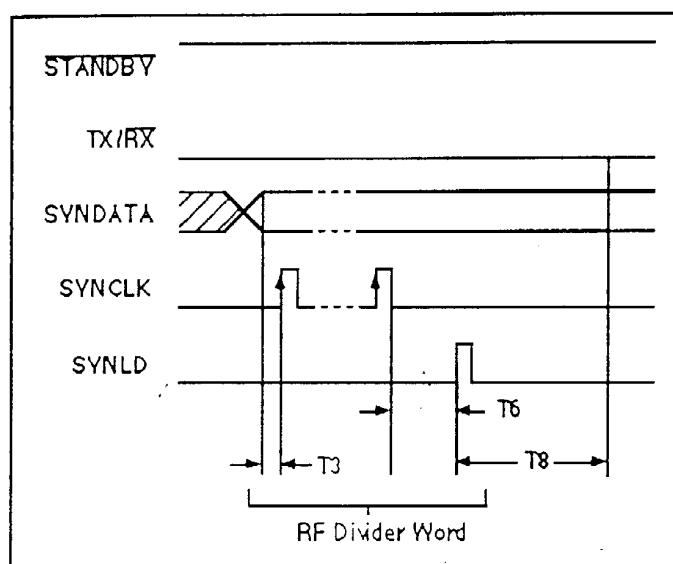 STANDBY
TX/RX
SYNDATA
SYNCLK
SYNLD
T6
T3
T8
RF Divider Word